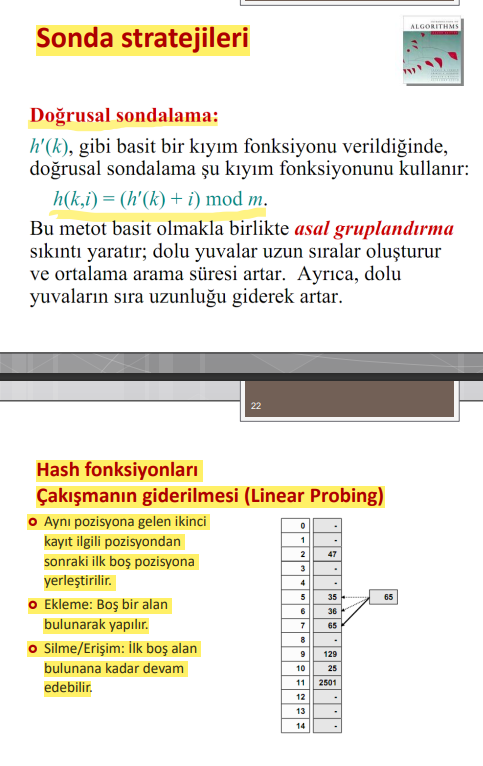 Sonda stratejileri
ALGORITHMS
Doğrusal sondalama:
h'(k), gibi basit bir kıyım fonksiyonu verildiğinde,
doğrusal sondalama şu kıyım fonksiyonunu kullanır:
h(k,i) = (h'(k) + i) mod m.
Bu metot basit olmakla birlikte asal gruplandırma
sıkıntı yaratır; dolu yuvalar uzun sıralar oluşturur
ve ortalama arama süresi artar. Ayrıca, dolu
yuvaların sıra uzunluğu giderek artar.
22
Hash fonksiyonları
Çakışmanın giderilmesi (Linear Probing)
Aynı pozisyona gelen ikinci
kayıt ilgili pozisyondan
sonraki ilk boş pozisyona
yerleştirilir.
Ekleme: Boş bir alan
bulunarak yapılır.
Silme/Erişim: İlk boş alan
bulunana kadar devam
edebilir.
0 -
1 -
2 47
3 -
4 -
5 35 65
6 36
7 65
8 -
9 129
10 25
11 2501
12 -
13 -
14 -